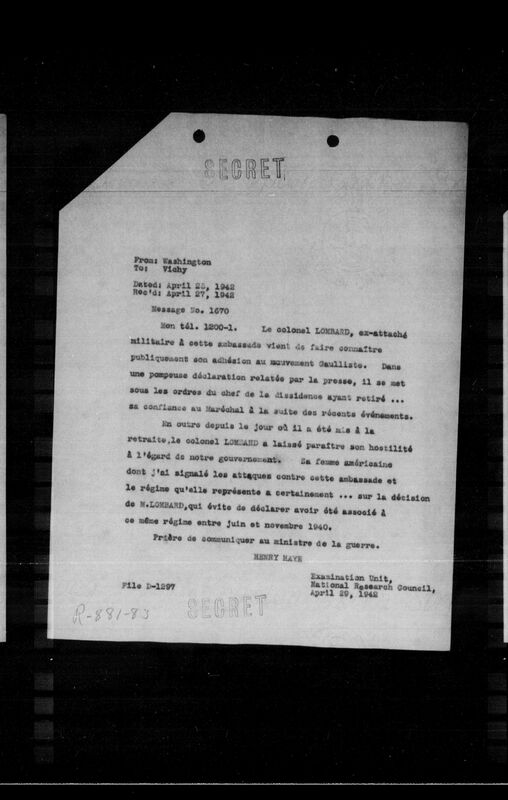 SECRET
From: Washington
To: Vichy
Dated: April 25, 1942
Rec'd: April 27, 1942
Message No. 1670
Mon tél. 1200-1. Le colonel LOMBARD, ex-attaché
militaire à cette ambassade vient de faire connaître
publiquement son adhésion au mouvement Gaulliste. Dans
une pompeuse déclaration relatée par la presse, il se met
sous les ordres du chef de la dissidence ayant retiré ...
sa confiance au Maréchal à la suite des récents événements.
En outre depuis le jour où il a été mis à la
retraite,le colonel LOMBARD a laissé paraître son hostilité
à l'égard de notre gouvernement. Sa femme américaine
dont j'ai signalé les attaques contre cette ambassade et
le régime qu'elle représente a certainement ... sur la décision
de M.LOMBARD,qui évite de déclarer avoir été associé à
ce même régime entre juin et novembre 1940.
Prière de communiquer au ministre de la guerre.
HENRY HAYE
Examination Unit,
National Research Council,
April 29, 1942
File D-1297
SECRET
R-881-83